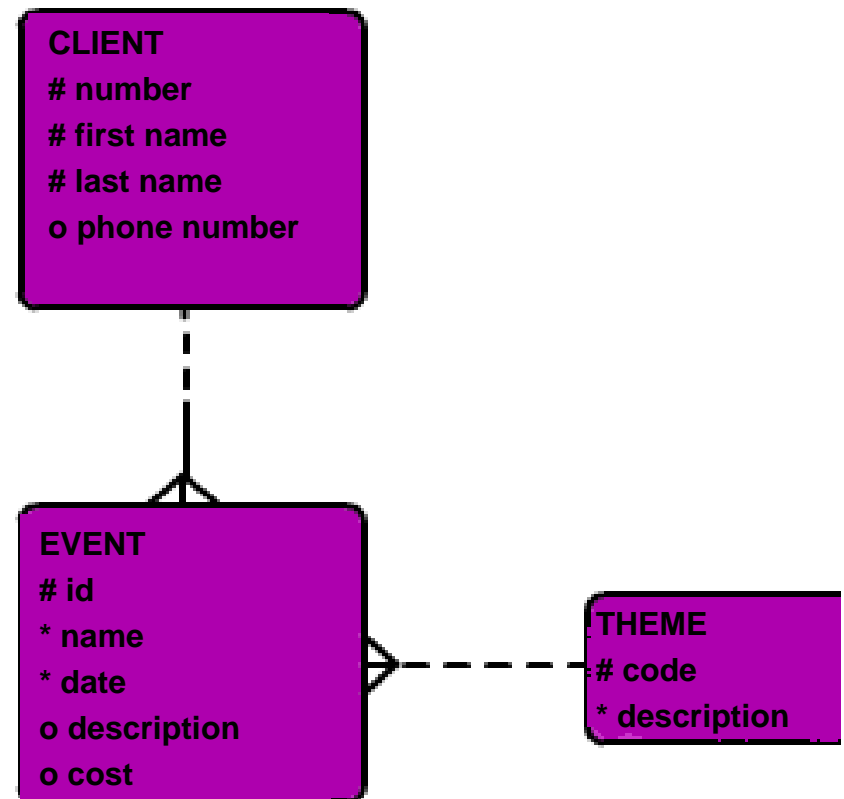 CLIENT
# number
# first name
# last name
o phone number
EVENT
# id
* name
* date
o description
o cost
THEME
# code
* description